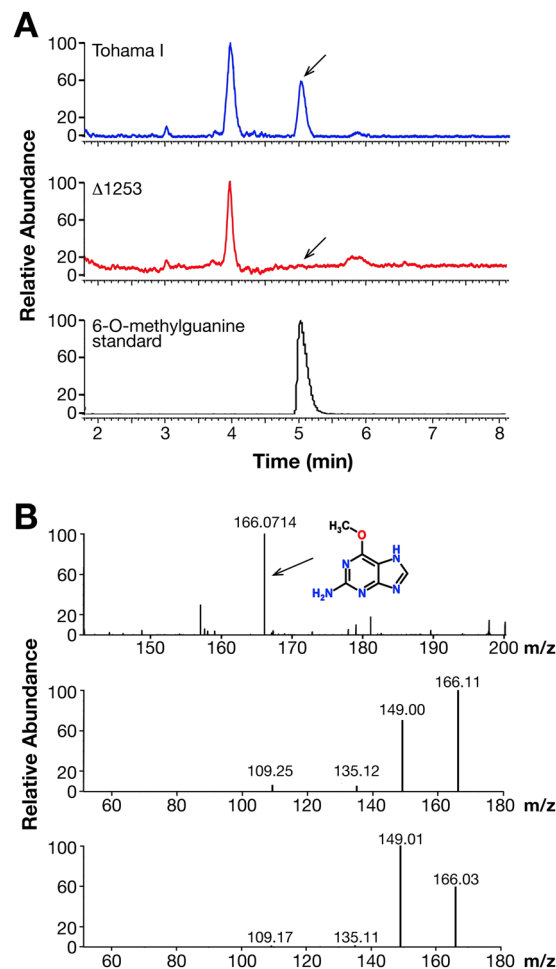 A
Relative Abundance
Tohama I
100
60
20
0
Δ1253
100
60
20
0
6-O-methylguanine
standard
100
60
20
0
2 3 4 5 6 7 8
Time (min)
B
Relative Abundance
166.0714
H₃C
O
H
N
N
H₂N
N
N
100
60
20
0
150 160 170 180 190 200 m/z
166.11
149.00
109.25
135.12
100
60
20
0
60 80 100 120 140 160 180 m/z
149.01
166.03
109.17
135.11
100
60
20
0
60 80 100 120 140 160 180 m/z